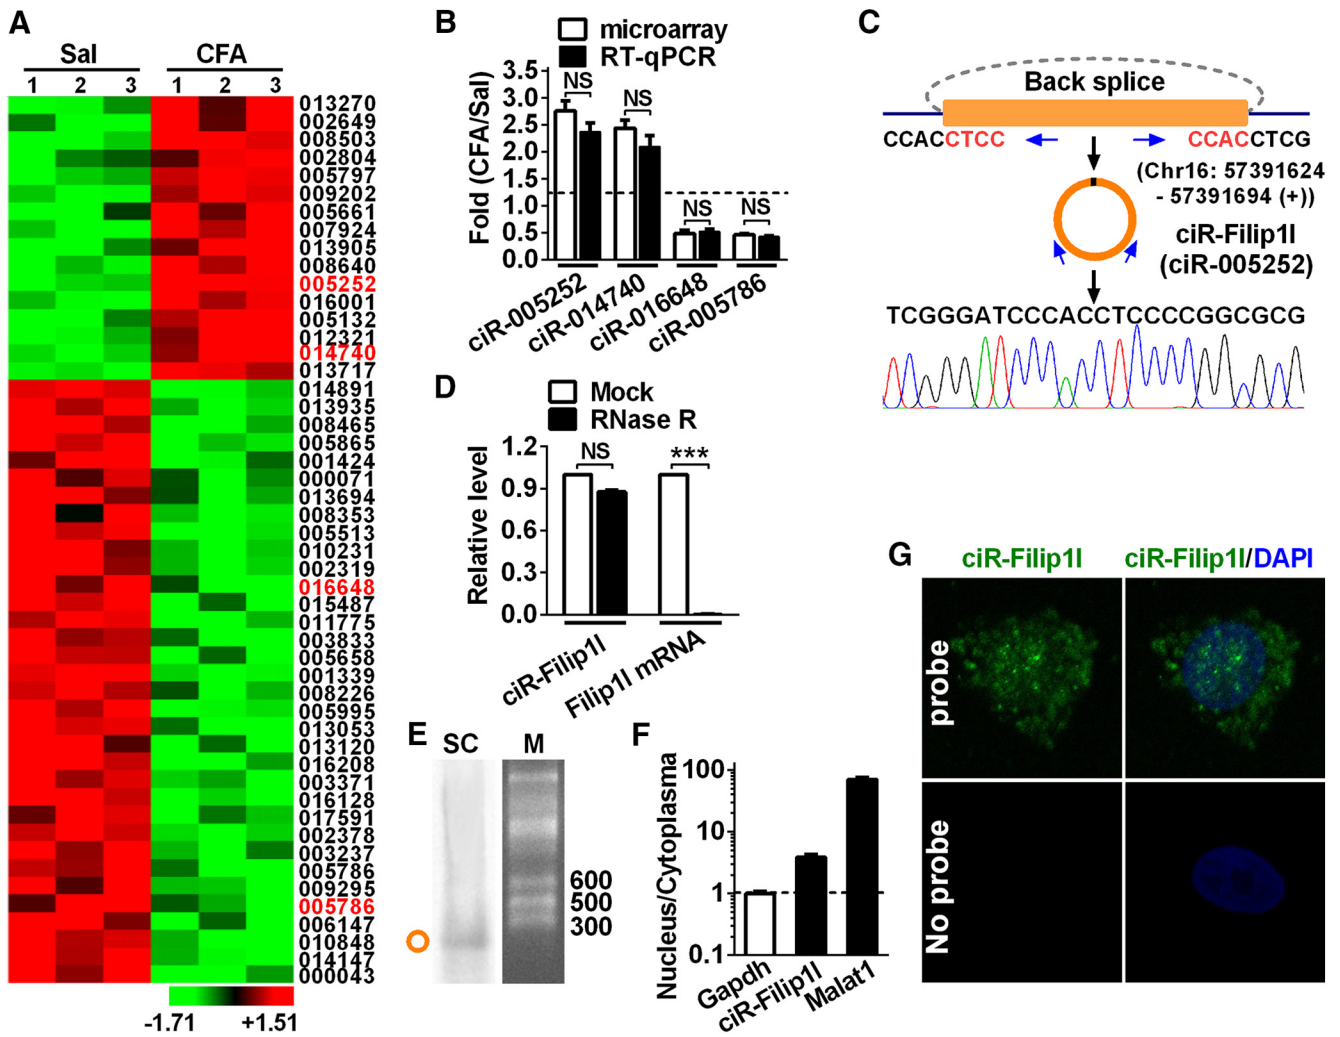 A
Sal
CFA
1 2 3 1 2 3
013270
002649
008503
002804
005797
009202
005661
007924
013905
008640
005252
016001
005132
012321
014740
013717
014891
013935
008465
005865
001424
000071
013694
008353
005513
010231
002319
016648
015487
011775
003833
005658
001339
008226
005995
013053
013120
016208
003371
016128
017591
002378
003237
005786
009295
005786
006147
010848
014147
000043
-1.71 +1.51
B
microarray
RT-qPCR
Fold (CFA/Sal)
3.5
3.0
2.5
2.0
1.5
1.0
0.5
0.0
NS
NS
NS
NS
ciR-005252
ciR-014740
ciR-016648
ciR-005786
C
Back splice
CCACCTCC
CCACCTCG
(Chr16: 57391624
- 57391694 (+))
ciR-Filip1l
(ciR-005252)
TCGGGATCCCACCTCCCCGGCGCG
D
Mock
RNase R
Relative level
1.2
0.9
0.6
0.3
0.0
NS
***
ciR-Filip1l
Filip1l mRNA
E
SC
M
600
500
300
F
Nucleus/Cytoplasma
100
10
1
0.1
Gapdh
ciR-Filip1l
Malat1
G
ciR-Filip1l
ciR-Filip1l/DAPI
probe
No probe